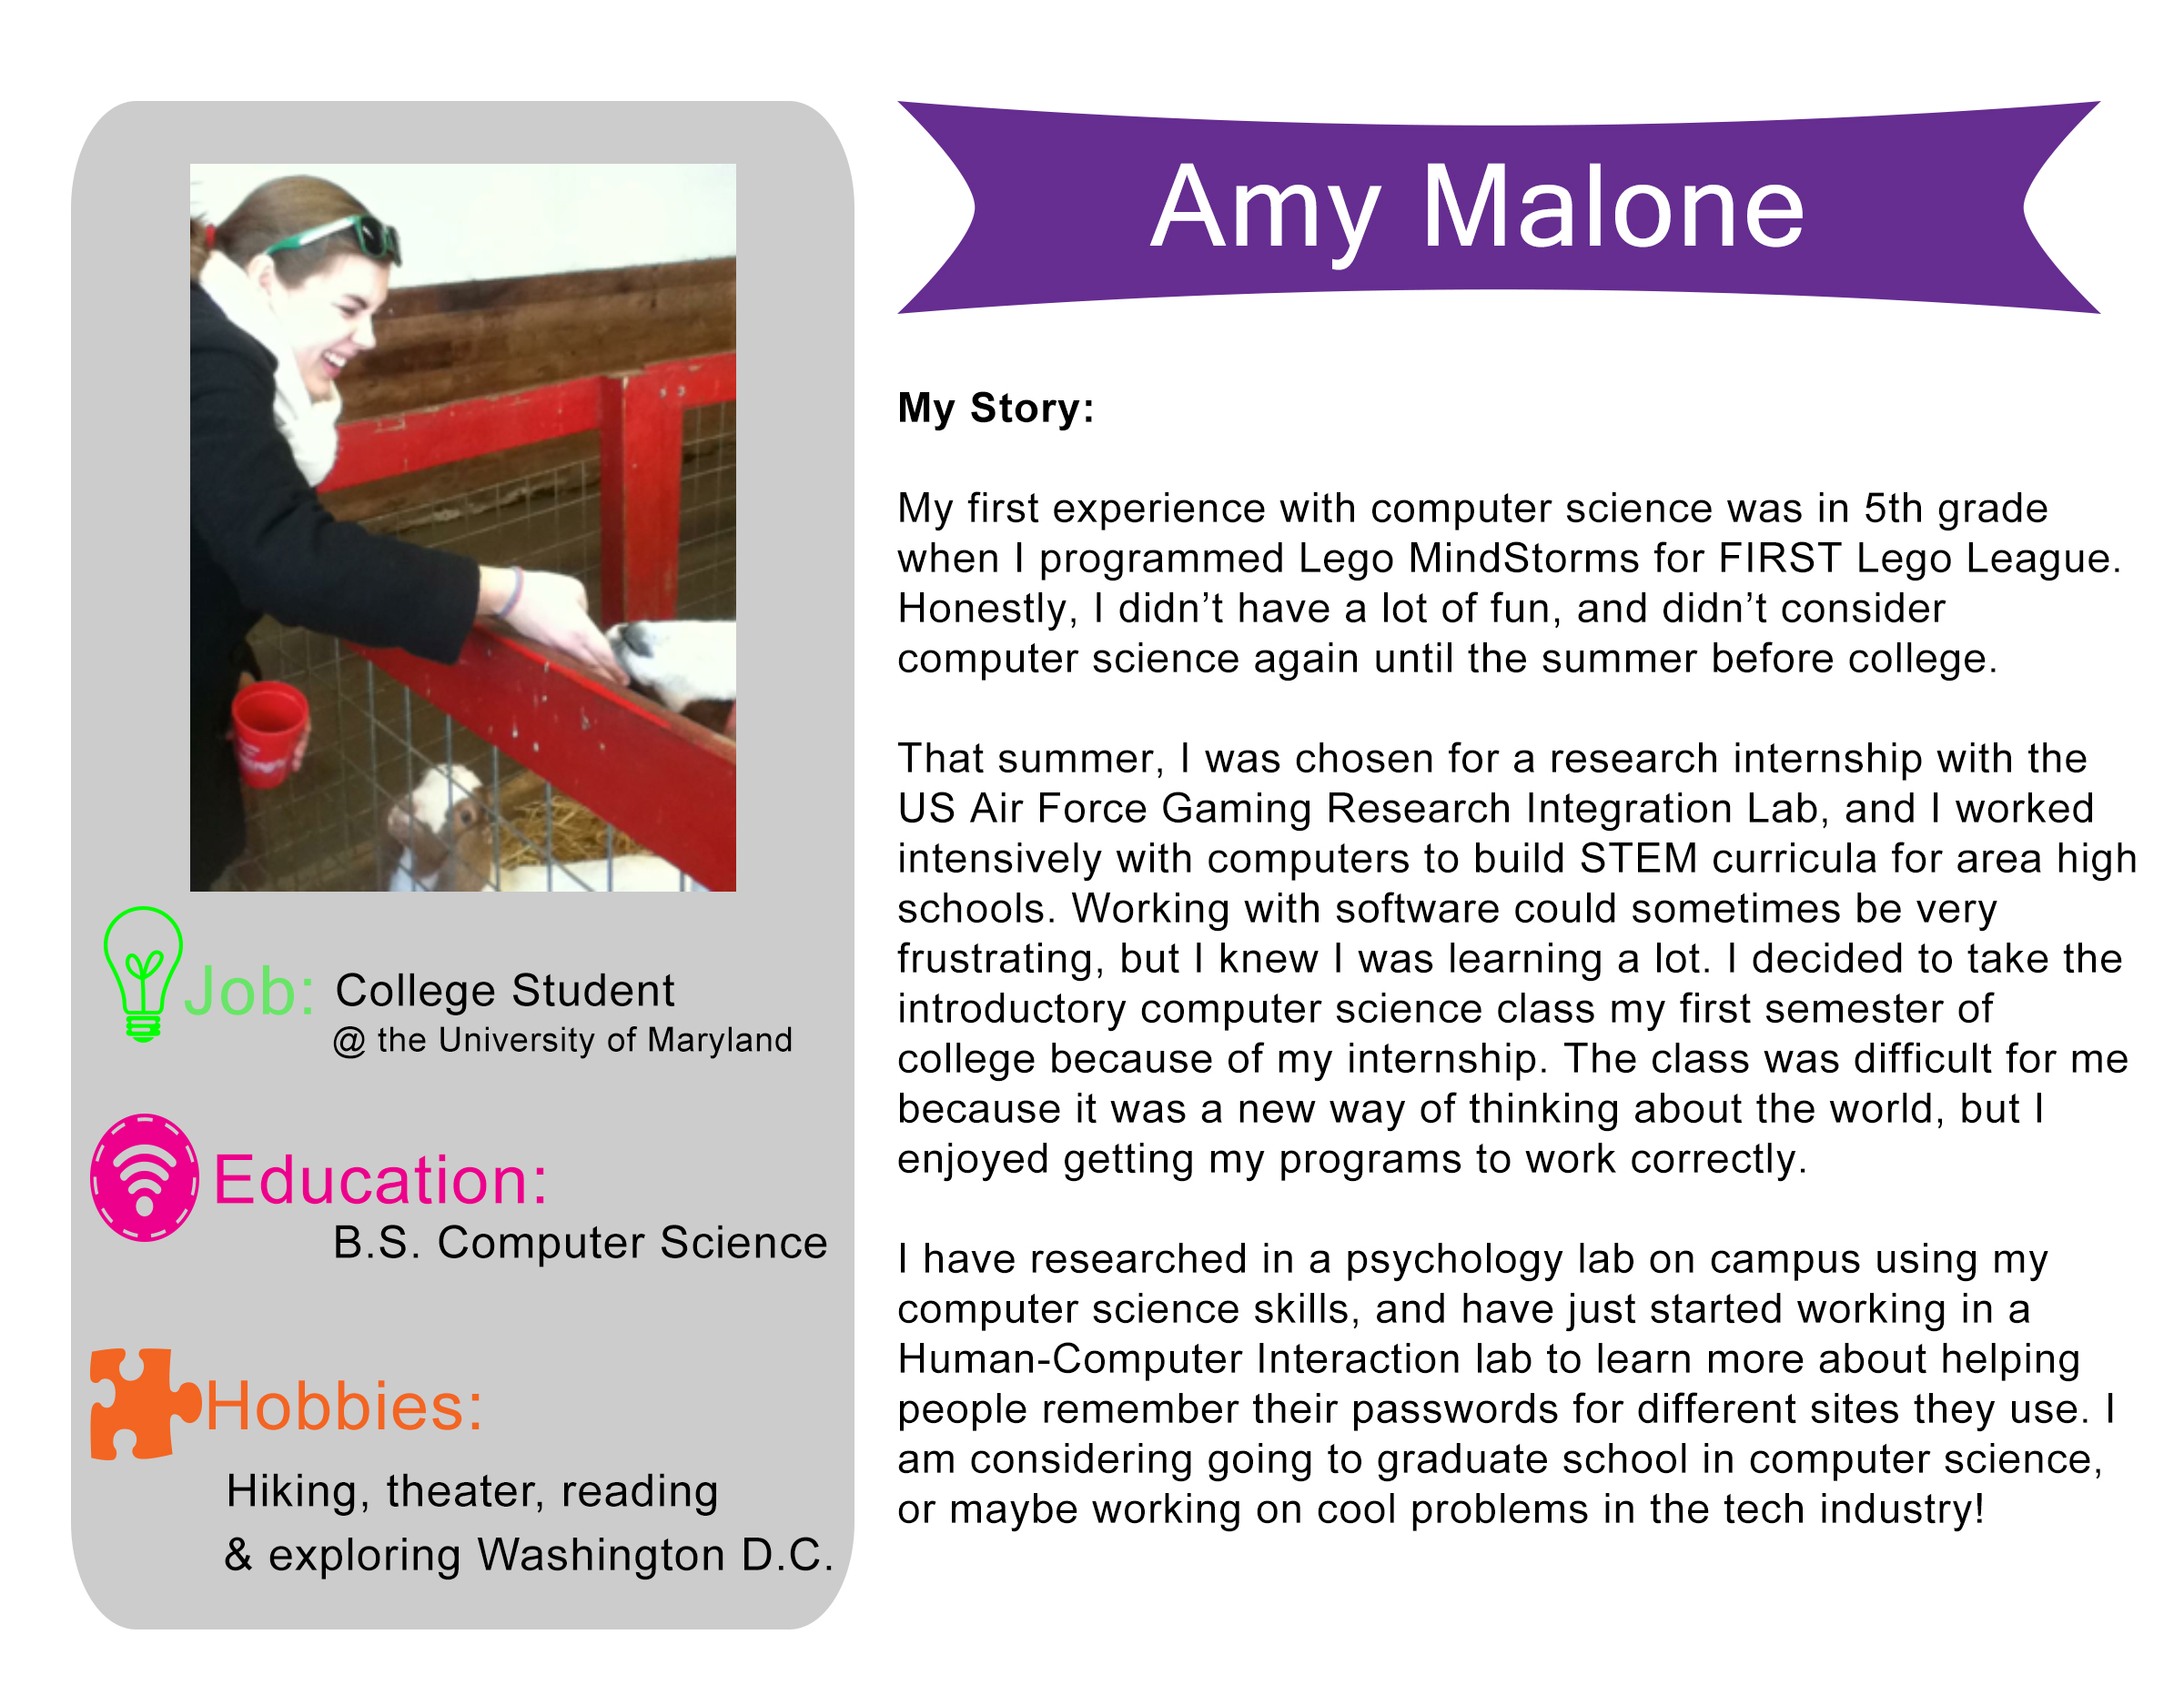 Amy Malone
Job: College Student
@ the University of Maryland
Education:
B.S. Computer Science
Hobbies:
Hiking, theater, reading
& exploring Washington D.C.
My Story:
My first experience with computer science was in 5th grade
when I programmed Lego MindStorms for FIRST Lego League.
Honestly, I didn’t have a lot of fun, and didn’t consider
computer science again until the summer before college.
That summer, I was chosen for a research internship with the
US Air Force Gaming Research Integration Lab, and I worked
intensively with computers to build STEM curricula for area high
schools. Working with software could sometimes be very
frustrating, but I knew I was learning a lot. I decided to take the
introductory computer science class my first semester of
college because of my internship. The class was difficult for me
because it was a new way of thinking about the world, but I
enjoyed getting my programs to work correctly.
I have researched in a psychology lab on campus using my
computer science skills, and have just started working in a
Human-Computer Interaction lab to learn more about helping
people remember their passwords for different sites they use. I
am considering going to graduate school in computer science,
or maybe working on cool problems in the tech industry!